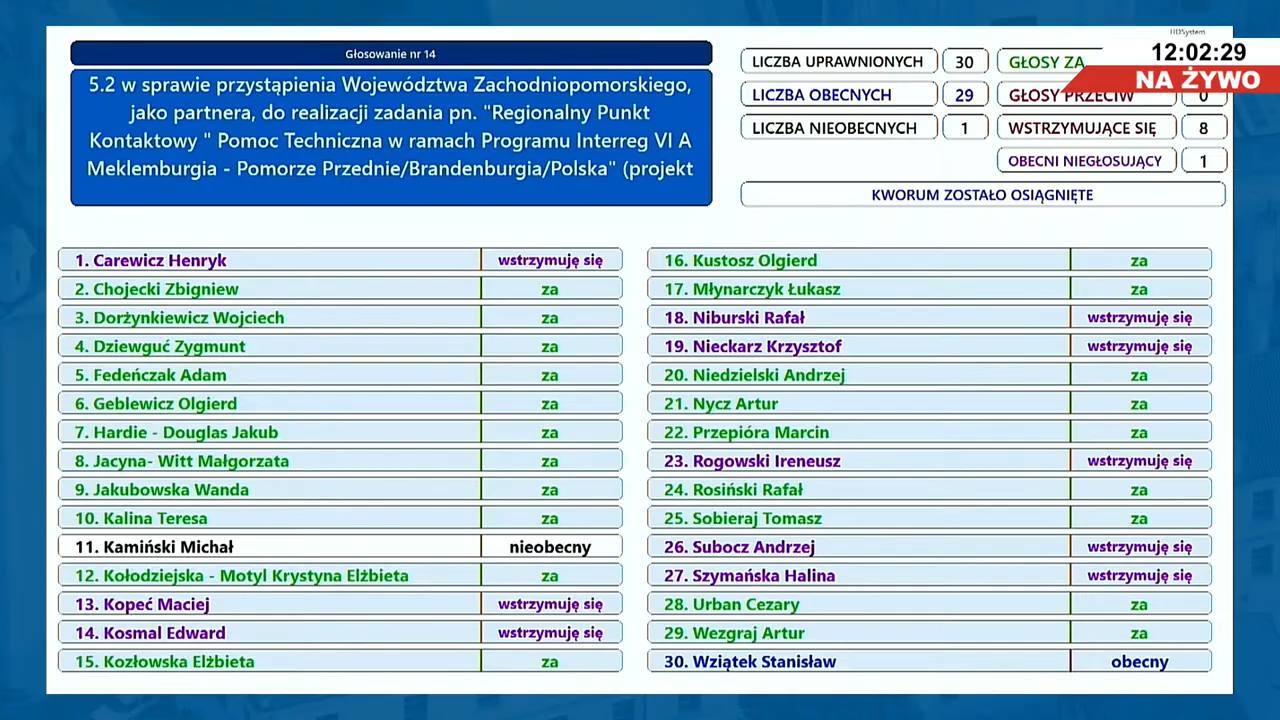 HDSystem
12:02:29
NA ŻYWO
Głosowanie nr 14
5.2 w sprawie przystąpienia Województwa Zachodniopomorskiego,
jako partnera, do realizacji zadania pn. "Regionalny Punkt
Kontaktowy " Pomoc Techniczna w ramach Programu Interreg VI A
Meklemburgia - Pomorze Przednie/Brandenburgia/Polska" (projekt
LICZBA UPRAWNIONYCH 30 GŁOSY ZA
LICZBA OBECNYCH 29 GŁOSY PRZECIW 0
LICZBA NIEOBECNYCH 1 WSTRZYMUJĄCE SIĘ 8
OBECNI NIEGŁOSUJĄCY 1
KWORUM ZOSTAŁO OSIĄGNIĘTE
1. Carewicz Henryk wstrzymuję się
2. Chojecki Zbigniew za
3. Dorżynkiewicz Wojciech za
4. Dziewguć Zygmunt za
5. Fedeńczak Adam za
6. Geblewicz Olgierd za
7. Hardie - Douglas Jakub za
8. Jacyna- Witt Małgorzata za
9. Jakubowska Wanda za
10. Kalina Teresa za
11. Kamiński Michał nieobecny
12. Kołodziejska - Motyl Krystyna Elżbieta za
13. Kopeć Maciej wstrzymuję się
14. Kosmal Edward wstrzymuję się
15. Kozłowska Elżbieta za
16. Kustosz Olgierd za
17. Młynarczyk Łukasz za
18. Niburski Rafał wstrzymuję się
19. Nieckarz Krzysztof wstrzymuję się
20. Niedzielski Andrzej za
21. Nycz Artur za
22. Przepióra Marcin za
23. Rogowski Ireneusz wstrzymuję się
24. Rosiński Rafał za
25. Sobieraj Tomasz za
26. Subocz Andrzej wstrzymuję się
27. Szymańska Halina wstrzymuję się
28. Urban Cezary za
29. Wezgraj Artur za
30. Wziątek Stanisław obecny